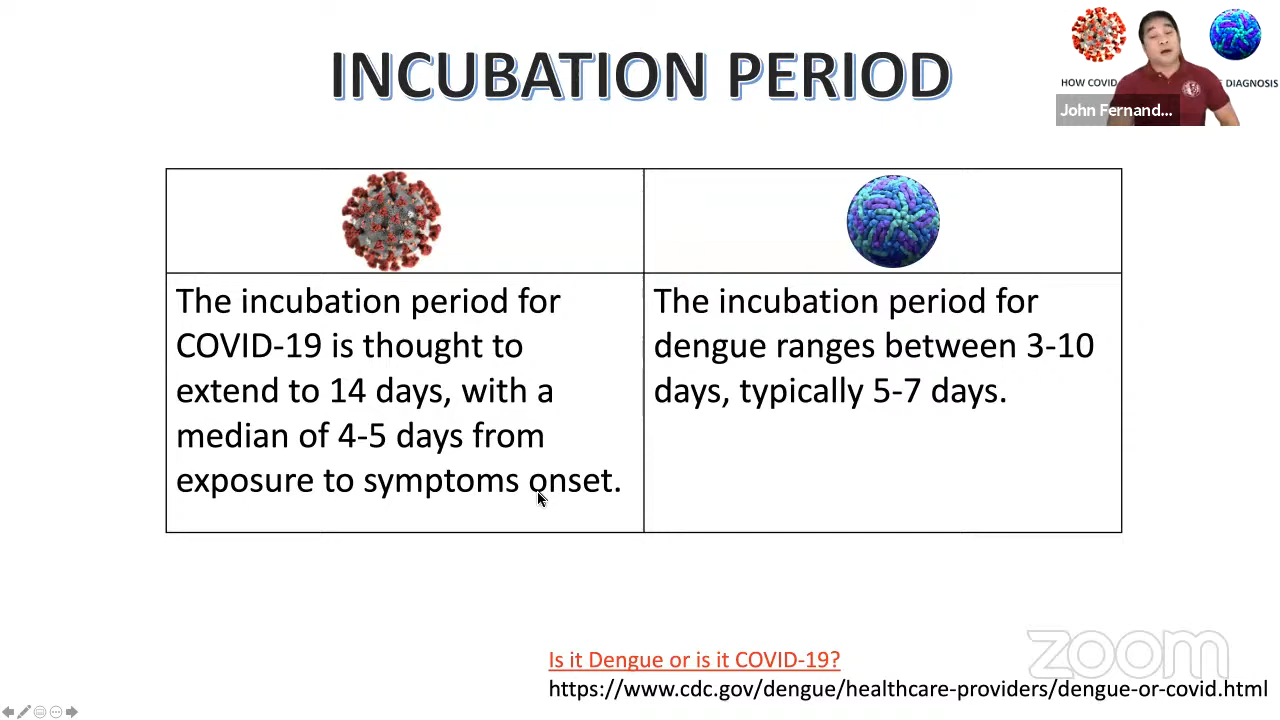 INCUBATION PERIOD
HOW COVID
DIAGNOSIS
John Fernand...
The incubation period for
COVID-19 is thought to
extend to 14 days, with a
median of 4-5 days from
exposure to symptoms onset.
The incubation period for
dengue ranges between 3-10
days, typically 5-7 days.
zoom
Is it Dengue or is it COVID-19?
https://www.cdc.gov/dengue/healthcare-providers/dengue-or-covid.html